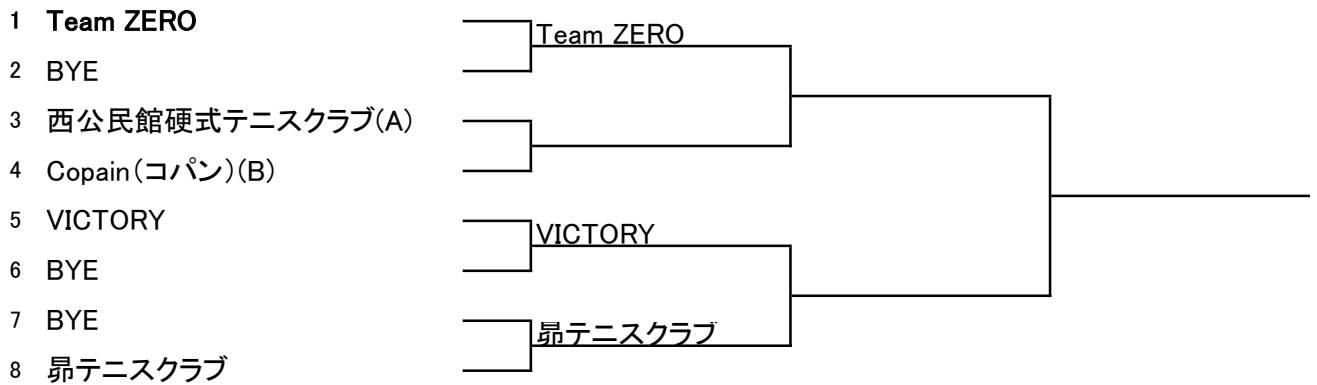 1 Team ZERO
Team ZERO
2 BYE
3 西公民館硬式テニスクラブ(A)
4 Copain(コパン)(B)
5 VICTORY
VICTORY
6 BYE
7 BYE
昴テニスクラブ
8 昴テニスクラブ